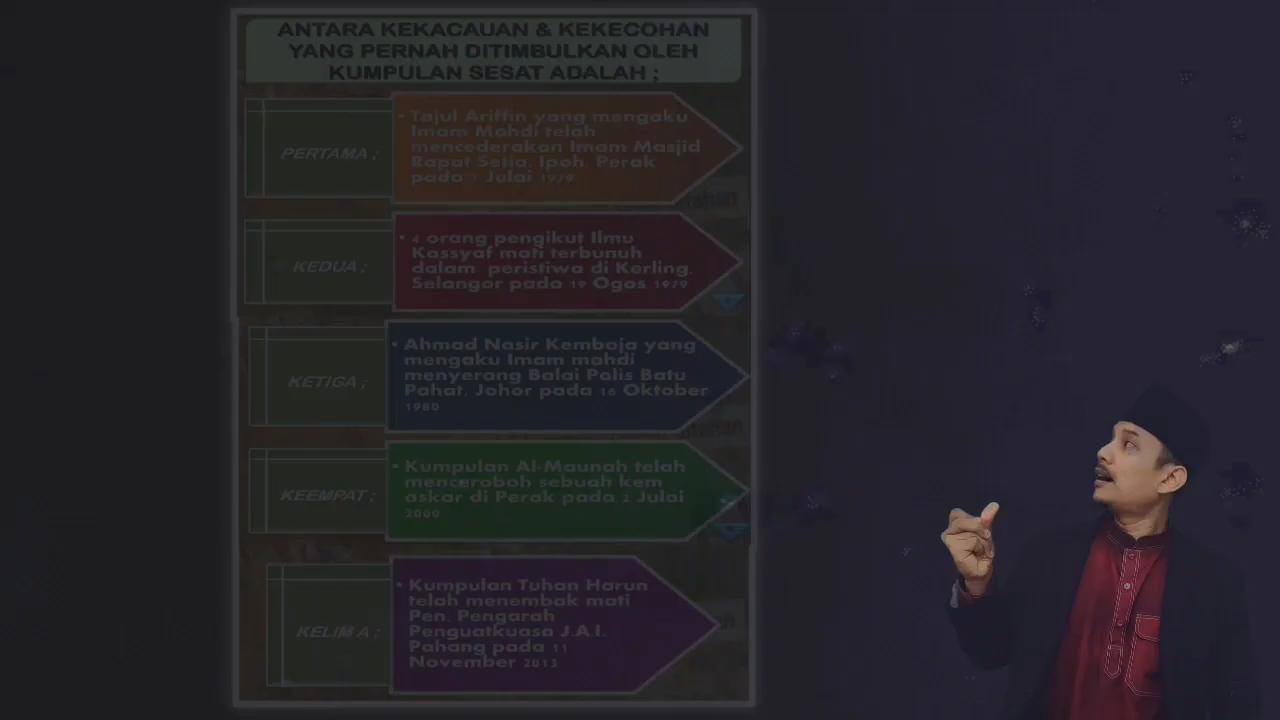 ANTARA KEKACAUAN & KEKECOHAN
YANG PERNAH DITIMBULKAN OLEH
KUMPULAN SESAT ADALAH ;
PERTAMA ;
• Tajul Ariffin yang mengaku
Imam Mahdi telah
mencederakan Imam Masjid
Rapat Setia, Ipoh, Perak
pada Julai 1979
KEDUA ;
• 4 orang pengikut Ilmu
Kassyaf mati terbunuh
dalam peristiwa di Kerling,
Selangor pada 19 Ogos 1979
KETIGA ;
• Ahmad Nasir Kemboja yang
mengaku Imam mahdi
menyerang Balai Polis Batu
Pahat, Johor pada 16 Oktober
1980
KEEMPAT ;
• Kumpulan Al-Maunah telah
menceroboh sebuah kem
askar di Perak pada 2 Julai
2000
KELIMA ;
• Kumpulan Tuhan Harun
telah menembak mati
Pen. Pengarah
Penguatkuasa J.A.I.
Pahang pada 11
November 2013